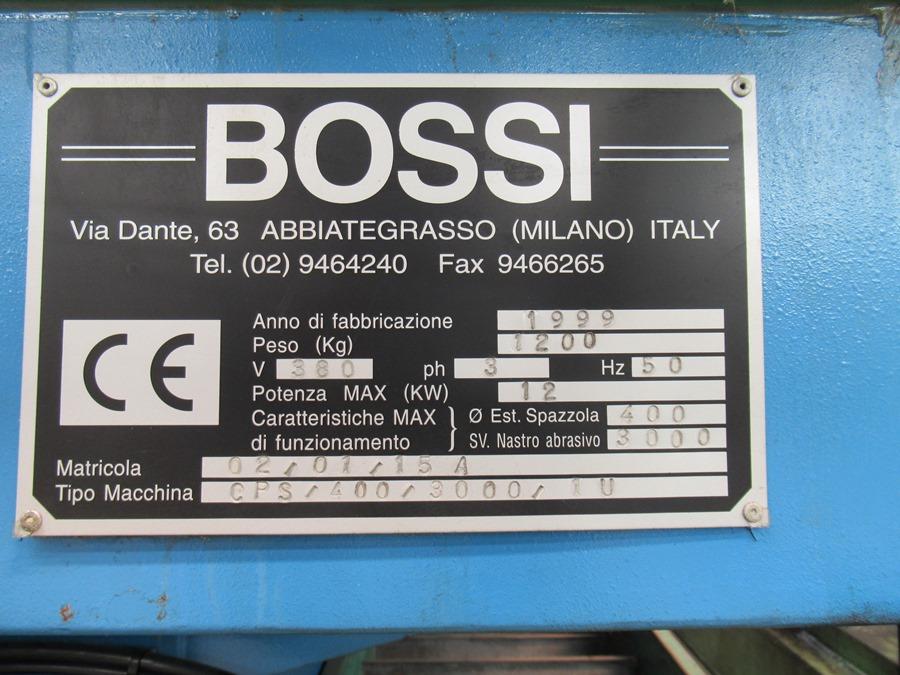 BOSSI
Via Dante, 63 ABBIATEGRASSO (MILANO) ITALY
Tel. (02) 9464240 Fax 9466265
Anno di fabbricazione 1999
Peso (Kg) 1200
V 380 ph 3 Hz 50
Potenza MAX (KW) 12
Caratteristiche MAX di funzionamento } Ø Est. Spazzola 400
SV. Nastro abrasivo 3000
CE
Matricola 02/01/15 A
Tipo Macchina CPS/400/3000/1U